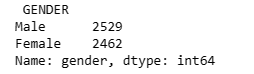 GENDER
Male      2529
Female    2462
Name: gender, dtype: int64